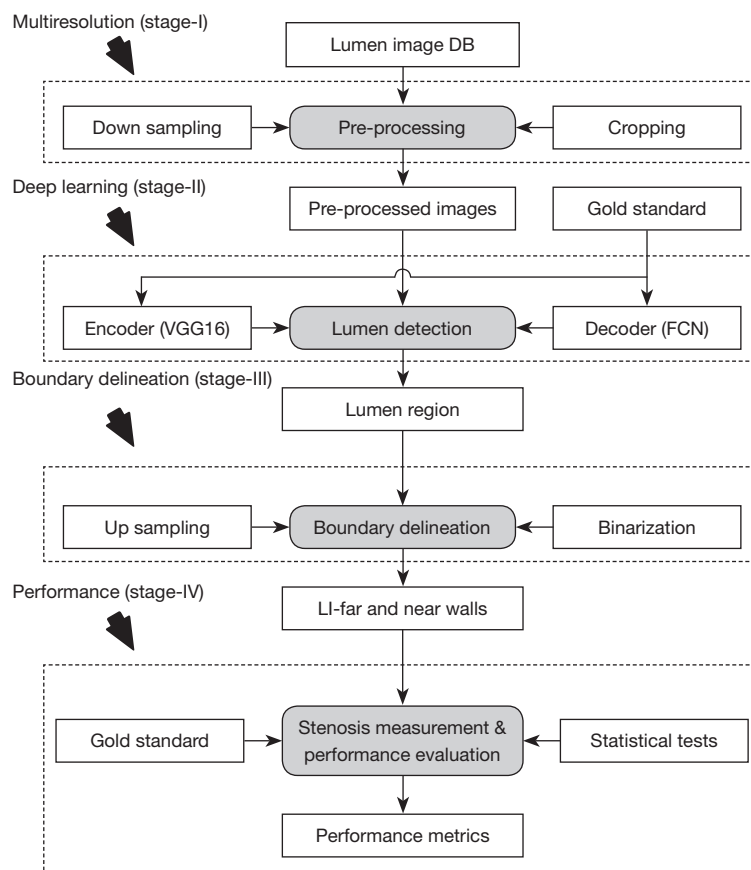 Multiresolution (stage-I)
Lumen image DB
Down sampling
Pre-processing
Cropping
Deep learning (stage-II)
Pre-processed images
Gold standard
Encoder (VGG16)
Lumen detection
Decoder (FCN)
Boundary delineation (stage-III)
Lumen region
Up sampling
Boundary delineation
Binarization
Performance (stage-IV)
LI-far and near walls
Gold standard
Stenosis measurement &
performance evaluation
Statistical tests
Performance metrics